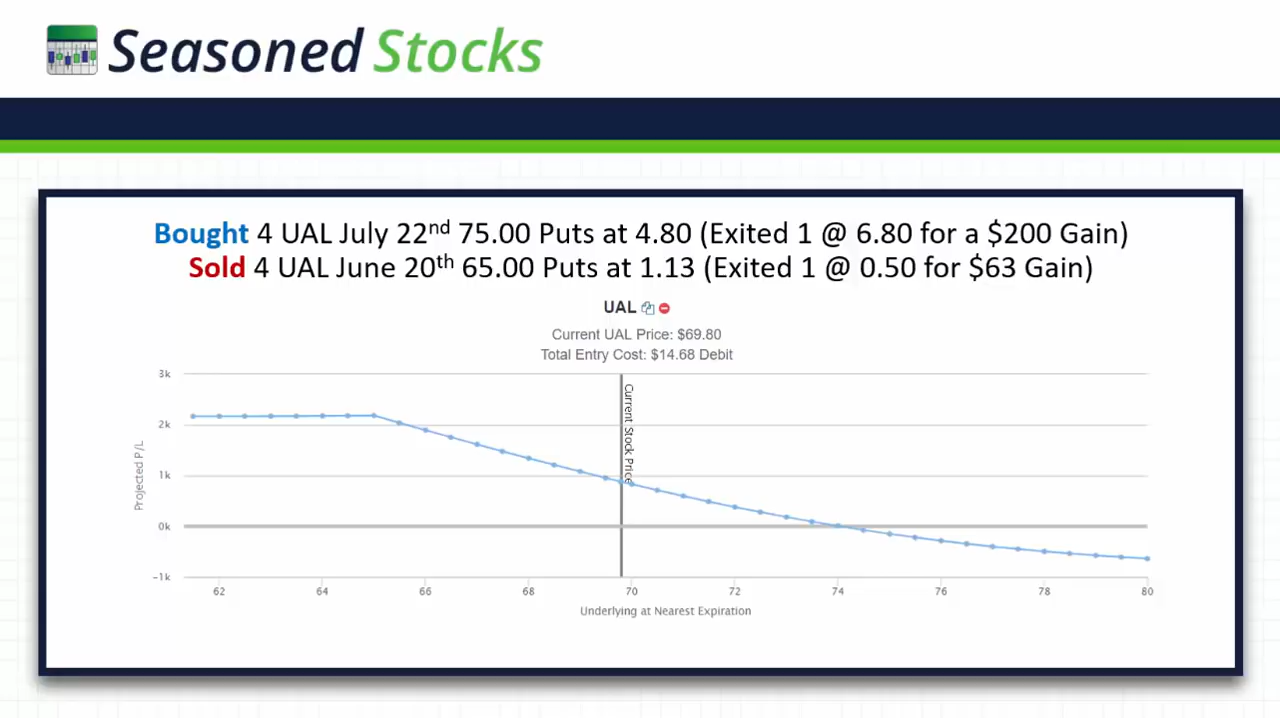 Seasoned Stocks
Bought 4 UAL July 22nd 75.00 Puts at 4.80 (Exited 1 @ 6.80 for a $200 Gain)
Sold 4 UAL June 20th 65.00 Puts at 1.13 (Exited 1 @ 0.50 for $63 Gain)
UAL
Current UAL Price: $69.80
Total Entry Cost: $14.68 Debit
3k
2k
1k
0k
-1k
Projected P/L
Current Stock Price
62 64 66 68 70 72 74 76 78 80
Underlying at Nearest Expiration